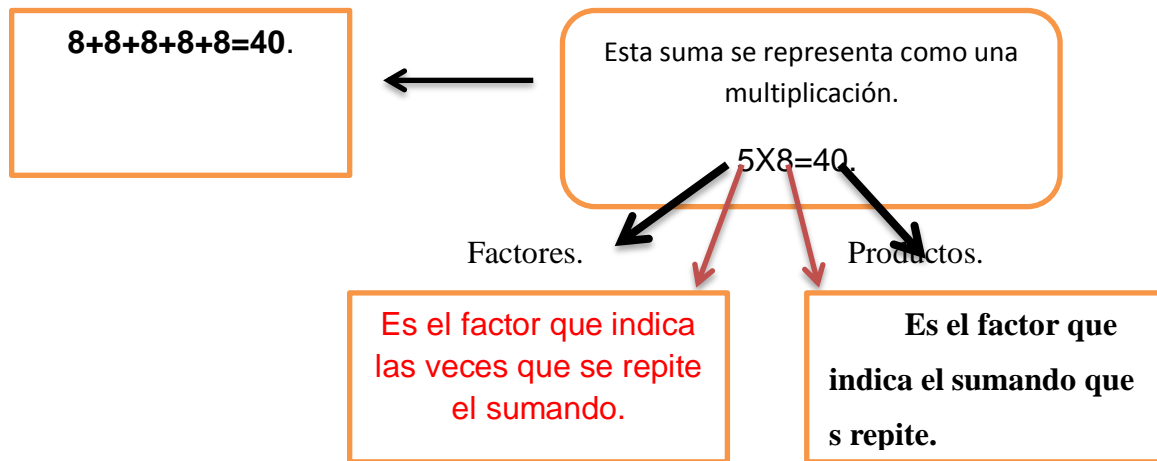 8+8+8+8+8=40.
Esta suma se representa como una
multiplicación.
5X8=40.
Factores.
Productos.
Es el factor que indica
las veces que se repite
el sumando.
Es el factor que
indica el sumando que
s repite.